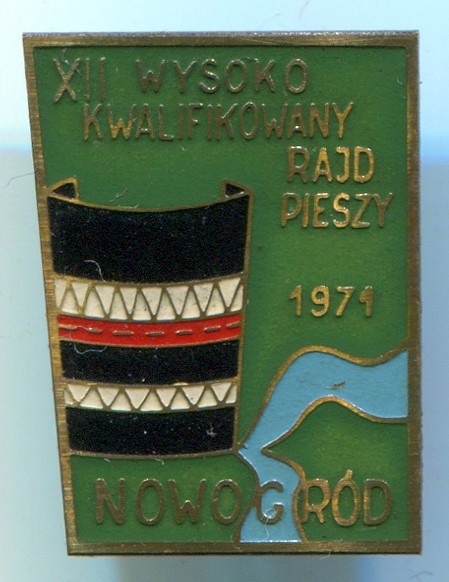 XII WYSOKO
KWALIFIKOWANY
RAJD
PIESZY
1971
NOWOGRÓD